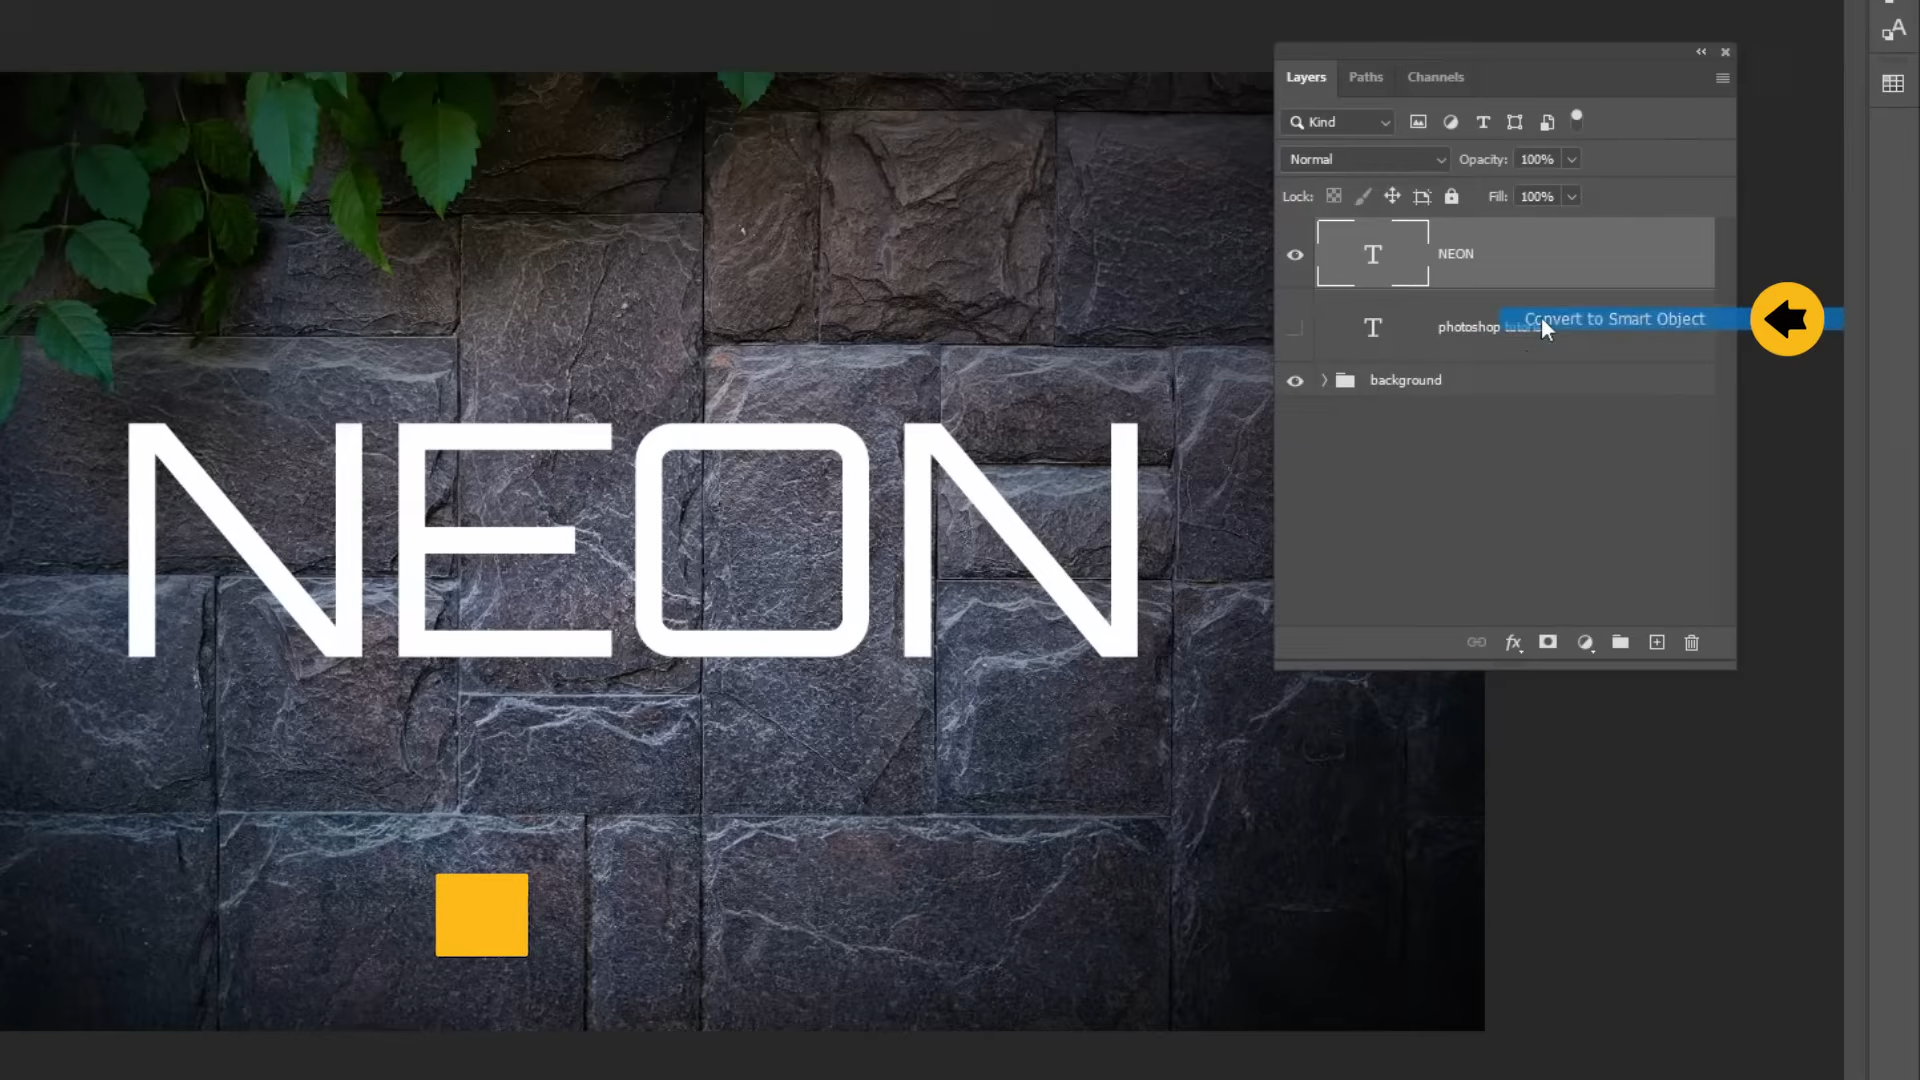 Layers Paths Channels
Kind
Normal Opacity: 100%
Lock: Fill: 100%
NEON
Convert to Smart Object
photoshop
background
NEON